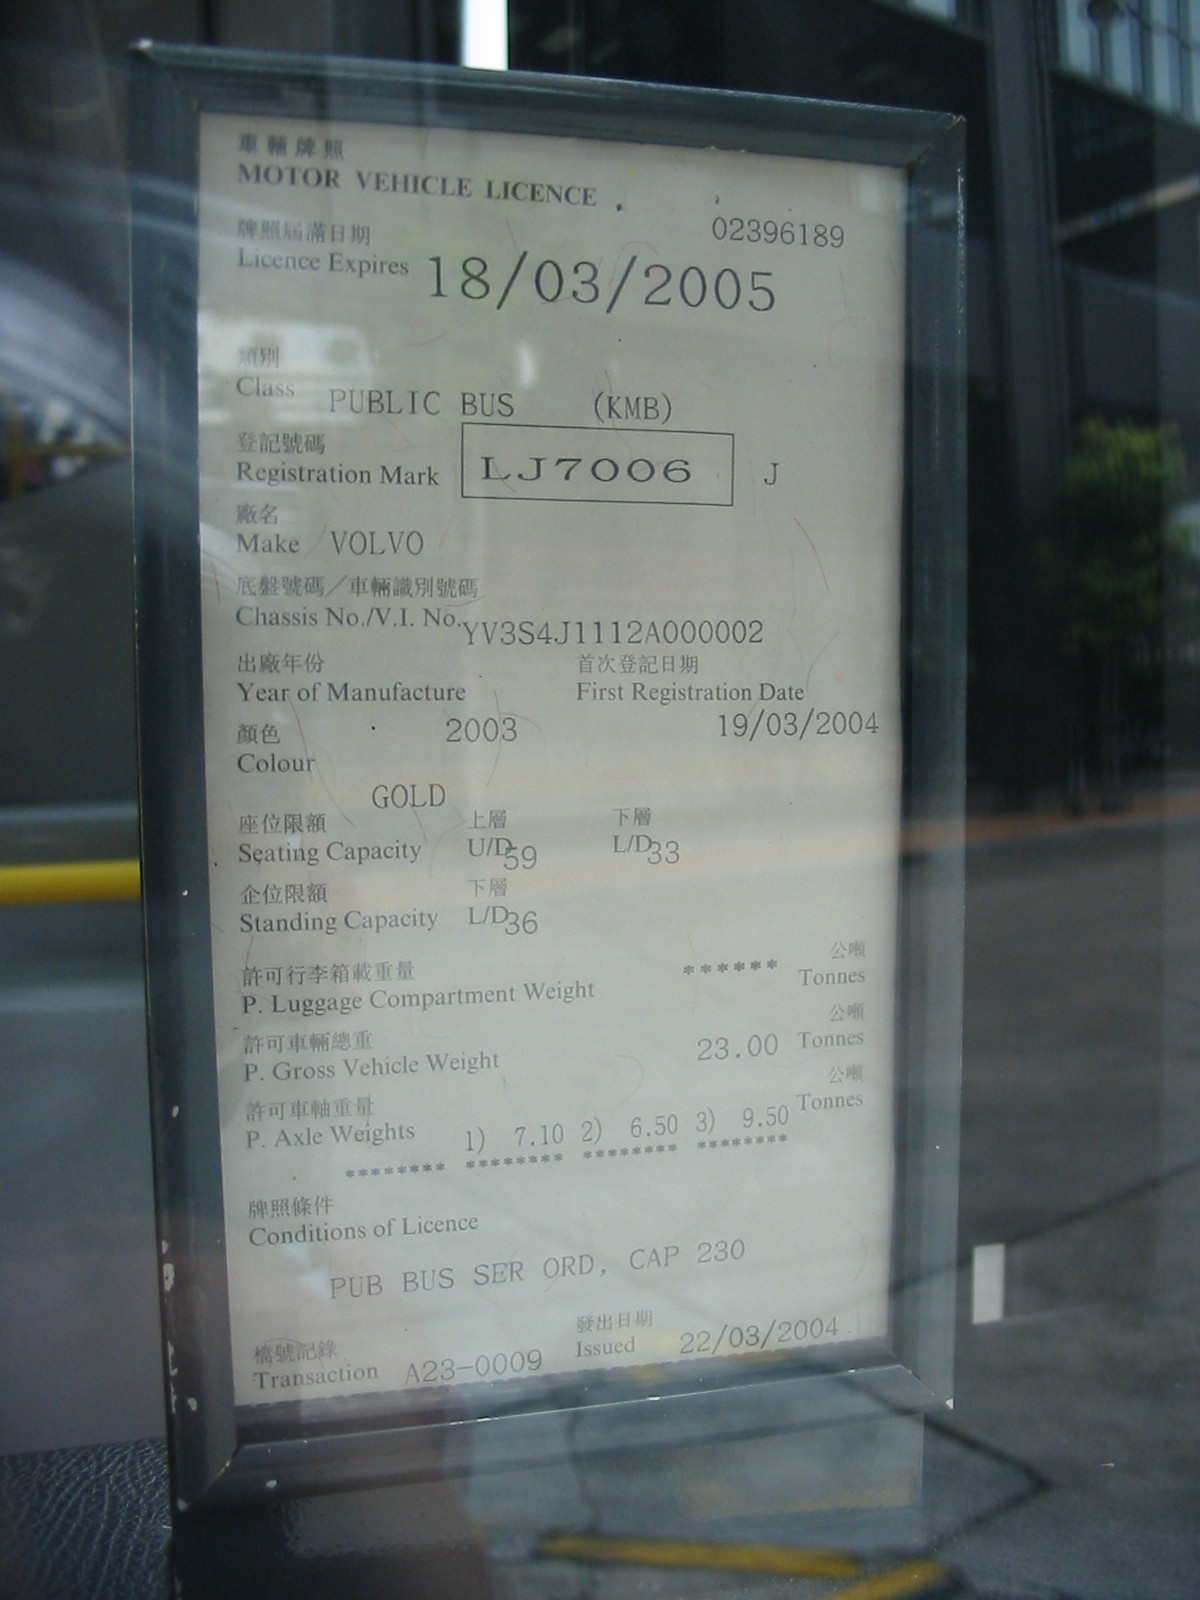 車輛牌照
MOTOR VEHICLE LICENCE
02396189
牌照屆滿日期
Licence Expires 18/03/2005
類別
Class PUBLIC BUS (KMB)
登記號碼
Registration Mark LJ7006 J
廠名
Make VOLVO
底盤號碼／車輛識別號碼
Chassis No./V.I. No. YV3S4J1112A000002
出廠年份 首次登記日期
Year of Manufacture First Registration Date
2003 19/03/2004
顏色
Colour
GOLD
座位限額 上層 下層
Seating Capacity U/D 59 L/D 33
企位限額 下層
Standing Capacity L/D 36
許可行李箱載重量 公噸
P. Luggage Compartment Weight ****** Tonnes
許可車輛總重 公噸
P. Gross Vehicle Weight 23.00 Tonnes
許可車軸重量 公噸
P. Axle Weights 1) 7.10 2) 6.50 3) 9.50 Tonnes
******** ******** ******** ********
牌照條件
Conditions of Licence
PUB BUS SER ORD, CAP 230
檔號記錄 發出日期
Transaction A23-0009 Issued 22/03/2004